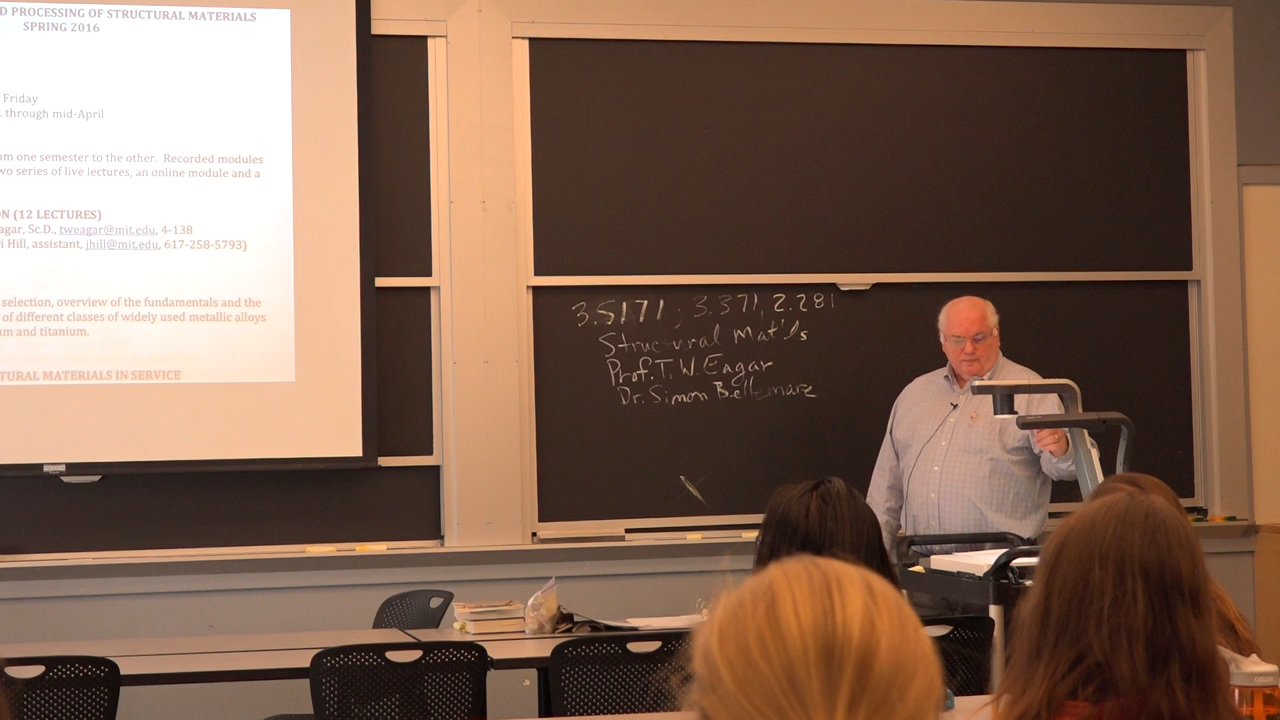 D PROCESSING OF STRUCTURAL MATERIALS
SPRING 2016
Friday
. through mid-April
om one semester to the other. Recorded modules
wo series of live lectures, an online module and a
ON (12 LECTURES)
agar, Sc.D., tweagar@mit.edu, 4-138
i Hill, assistant, jhill@mit.edu, 617-258-5793)
selection, overview of the fundamentals and the
of different classes of widely used metallic alloys
um and titanium.
TURAL MATERIALS IN SERVICE
3.5171; 3.371, 2.281
Structural Mat'ls
Prof. T. W. Eagar
Dr. Simon Bellemare